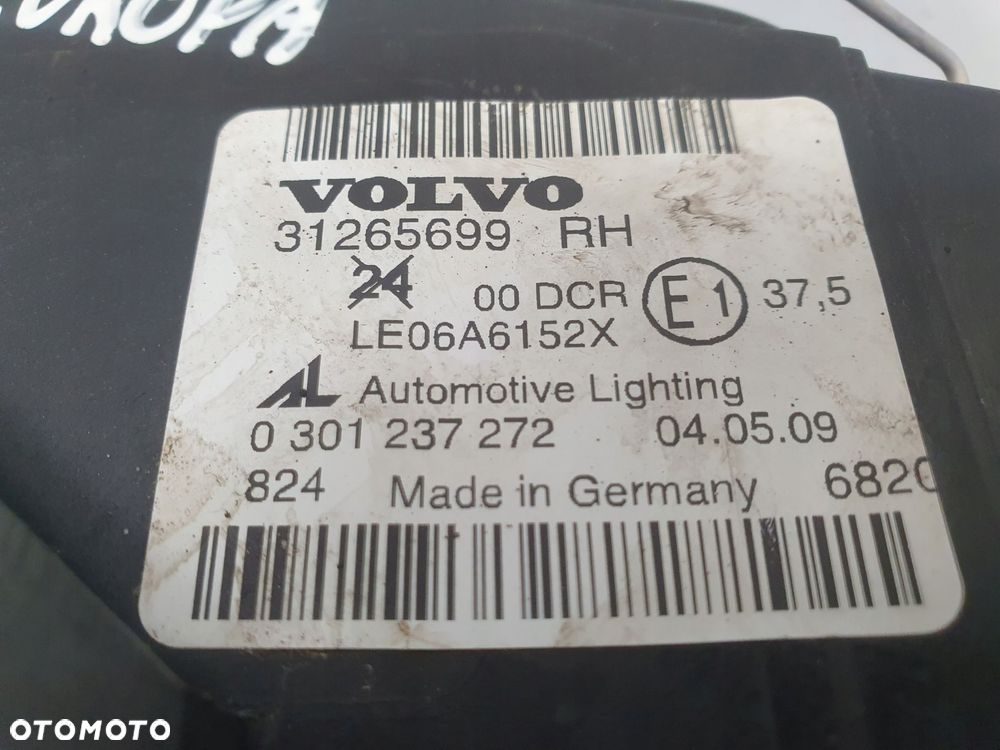 VOLVO
31265699 RH
24 00 DCR E1 37,5
LE06A6152X
AL Automotive Lighting
0 301 237 272 04.05.09
824 Made in Germany 6820
OTOMOTO